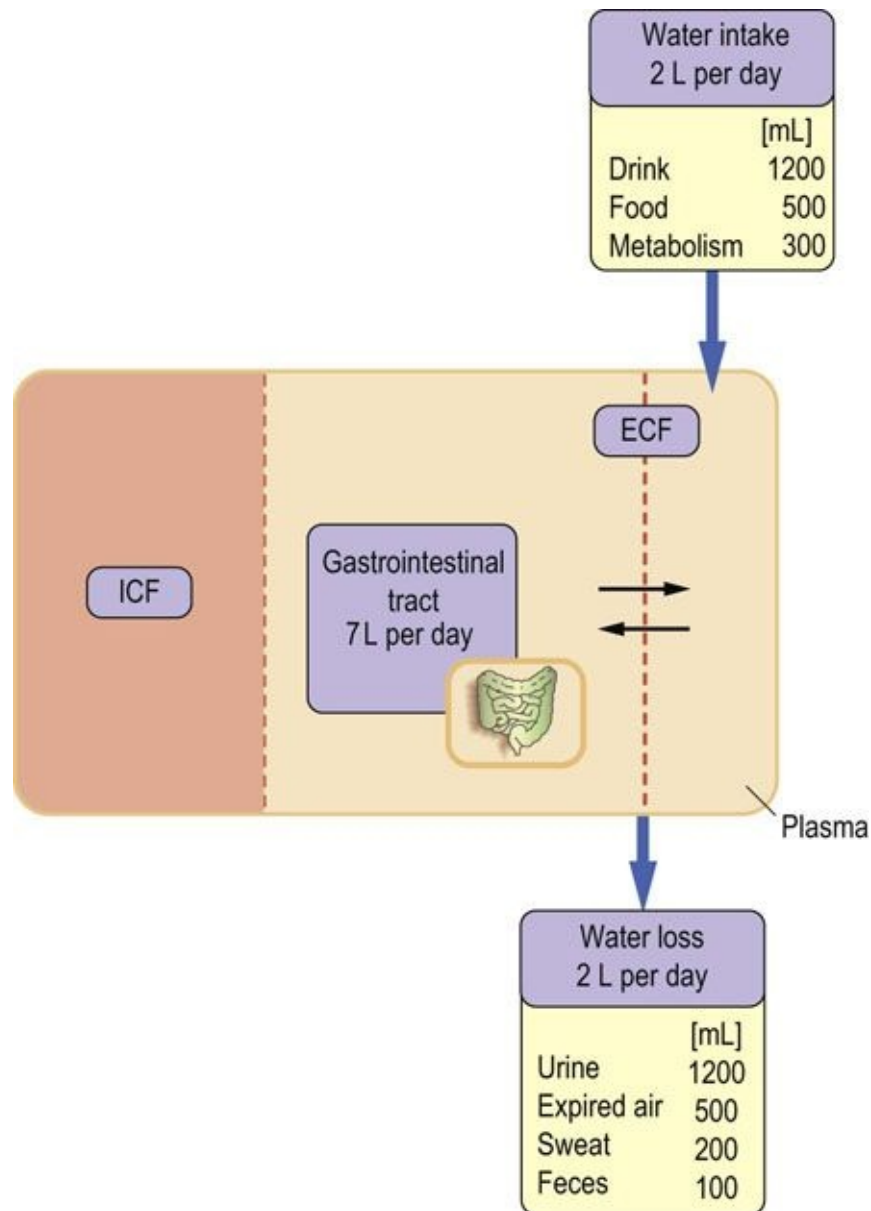 Water intake
2 L per day
[mL]
Drink 1200
Food 500
Metabolism 300
ECF
ICF
Gastrointestinal
tract
7 L per day
Plasma
Water loss
2 L per day
[mL]
Urine 1200
Expired air 500
Sweat 200
Feces 100